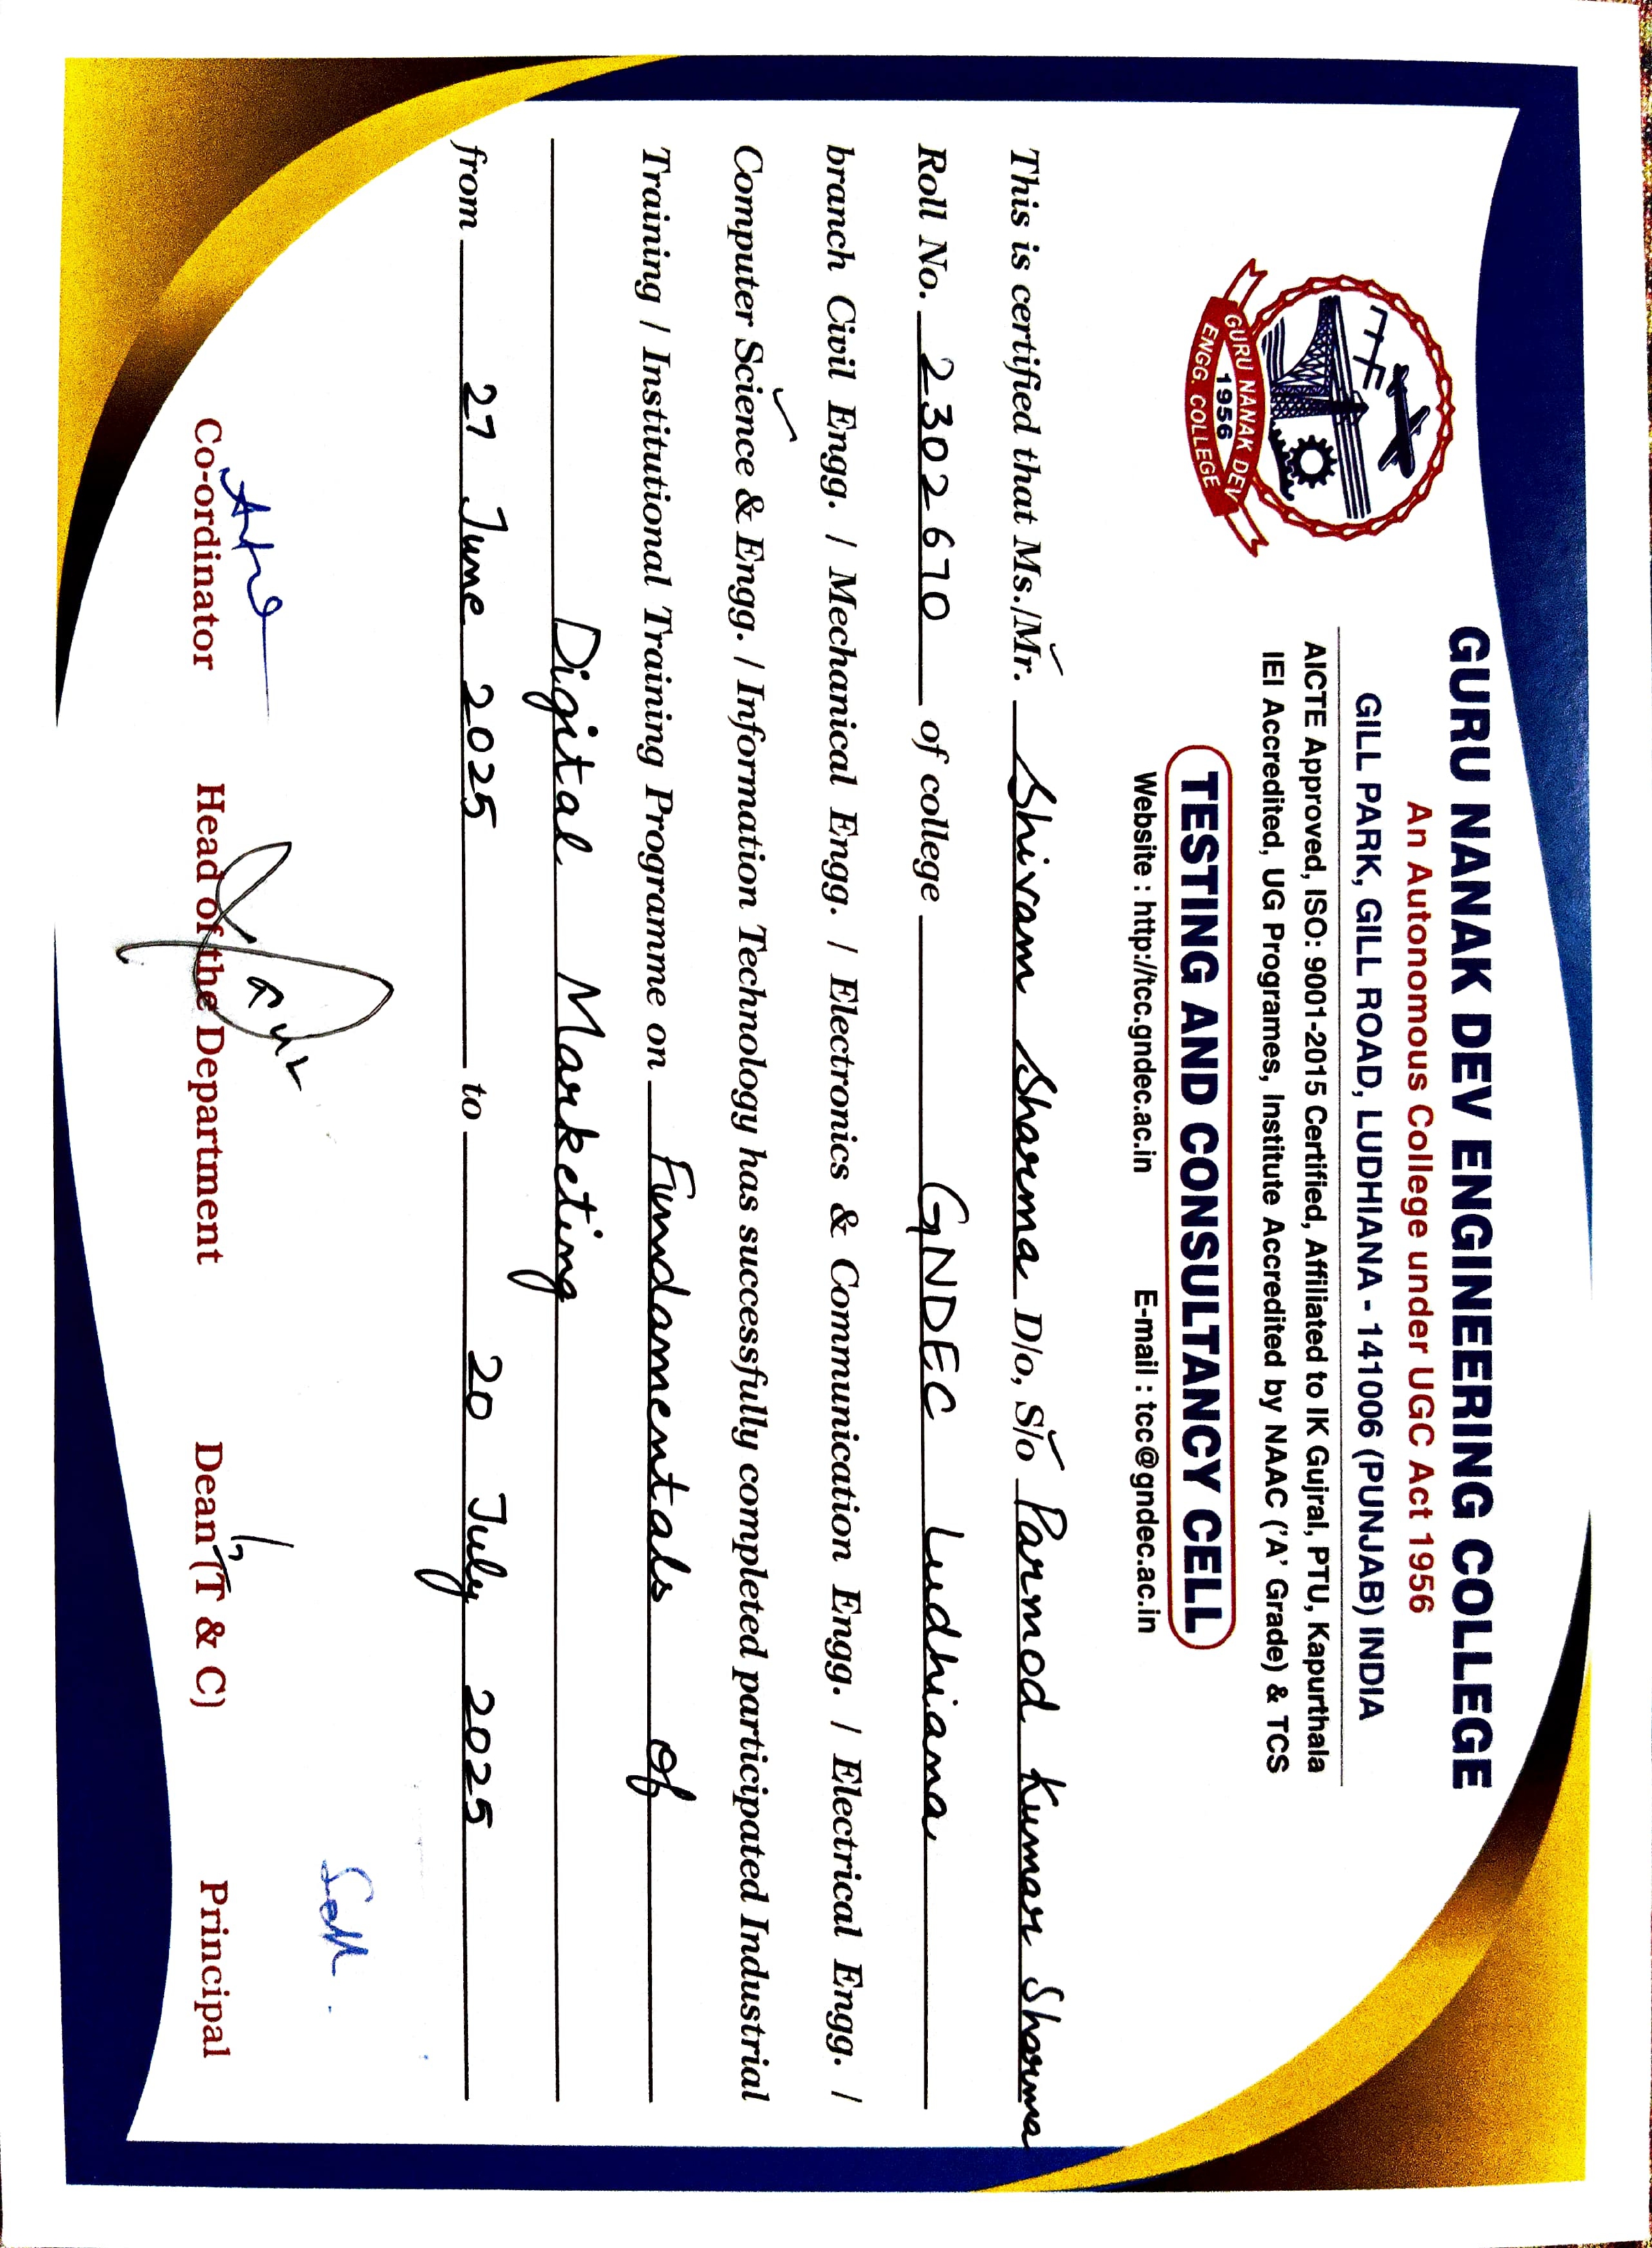 GURU NANAK DEV ENGINEERING COLLEGE
An Autonomous College under UGC Act 1956
GILL PARK, GILL ROAD, LUDHIANA - 141006 (PUNJAB) INDIA
AICTE Approved, ISO: 9001-2015 Certified, Affiliated to IK Gujral, PTU, Kapurthala
IEI Accredited, UG Programes, Institute Accredited by NAAC ('A' Grade) & TCS
GURU NANAK DEV
1956
ENGG. COLLEGE
TESTING AND CONSULTANCY CELL
Website : http://tcc.gndec.ac.in E-mail : tcc@gndec.ac.in
This is certified that Ms./Mr. Shivam Sharma D/o, S/o Parmod Kumar Sharma
Roll No. 2302670 of college GNDEC Ludhiana
branch Civil Engg. / Mechanical Engg. / Electronics & Communication Engg. / Electrical Engg. /
Computer Science & Engg. / Information Technology has successfully completed participated Industrial
Training / Institutional Training Programme on Fundamentals of
Digital Marketing
from 27 June 2025 to 20 July 2025
Co-ordinator Head of the Department Dean (T & C) Principal